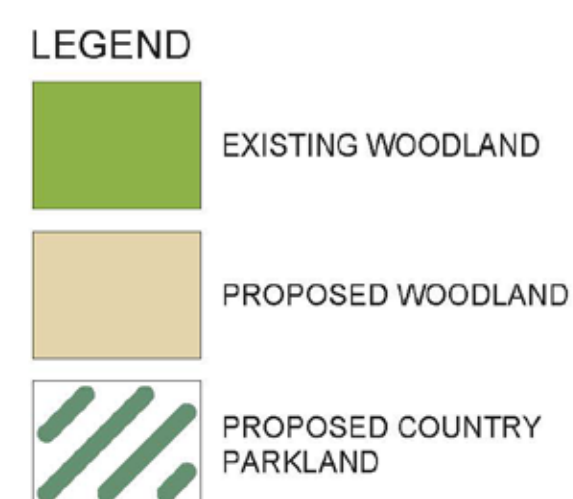 LEGEND
EXISTING WOODLAND
PROPOSED WOODLAND
PROPOSED COUNTRY
PARKLAND